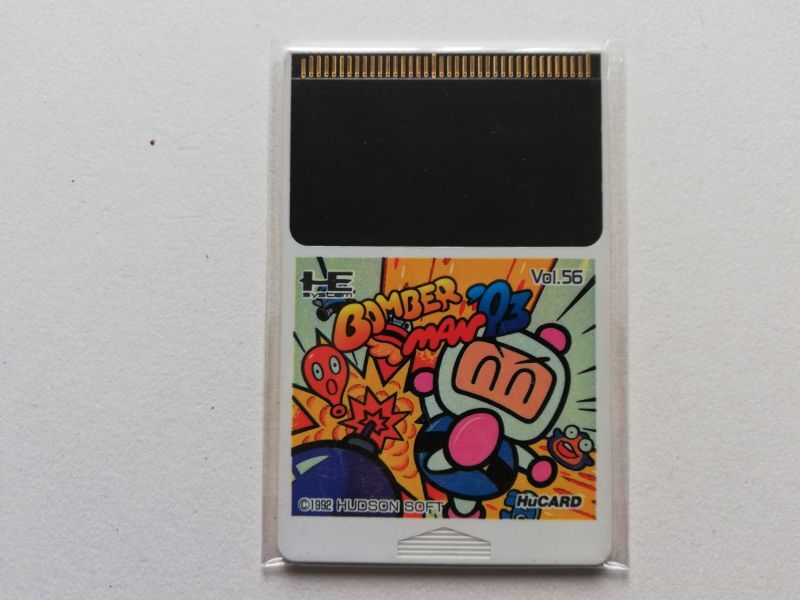 HE
system
Vol.56
BOMBER
MAN '93
©1992 HUDSON SOFT
HuCARD